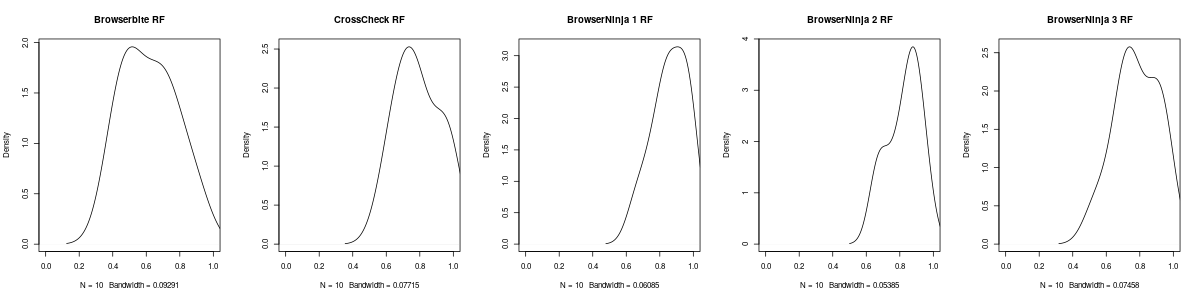 Browserbite RF
Density
0.0 0.5 1.0 1.5 2.0
0.0 0.2 0.4 0.6 0.8 1.0
N = 10 Bandwidth = 0.09291
CrossCheck RF
Density
0.0 0.5 1.0 1.5 2.0 2.5
0.0 0.2 0.4 0.6 0.8 1.0
N = 10 Bandwidth = 0.07715
BrowserNinja 1 RF
Density
0.0 0.5 1.0 1.5 2.0 2.5 3.0
0.0 0.2 0.4 0.6 0.8 1.0
N = 10 Bandwidth = 0.06085
BrowserNinja 2 RF
Density
0 1 2 3 4
0.0 0.2 0.4 0.6 0.8 1.0
N = 10 Bandwidth = 0.05385
BrowserNinja 3 RF
Density
0.0 0.5 1.0 1.5 2.0 2.5
0.0 0.2 0.4 0.6 0.8 1.0
N = 10 Bandwidth = 0.07458